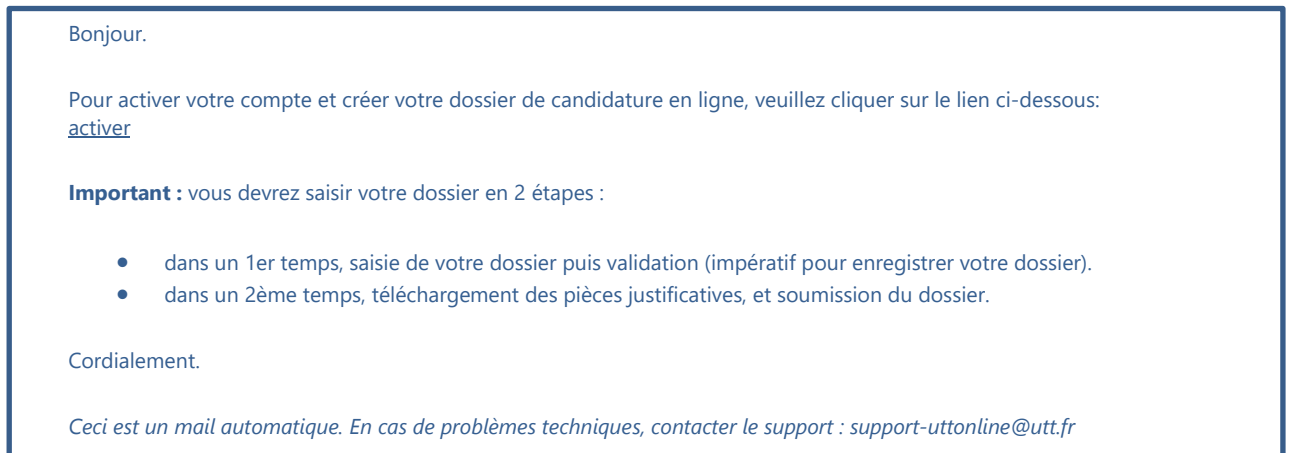 Bonjour.
Pour activer votre compte et créer votre dossier de candidature en ligne, veuillez cliquer sur le lien ci-dessous:
activer
Important : vous devrez saisir votre dossier en 2 étapes :
• dans un 1er temps, saisie de votre dossier puis validation (impératif pour enregistrer votre dossier).
• dans un 2ème temps, téléchargement des pièces justificatives, et soumission du dossier.
Cordialement.
Ceci est un mail automatique. En cas de problèmes techniques, contacter le support : support-uttonline@utt.fr